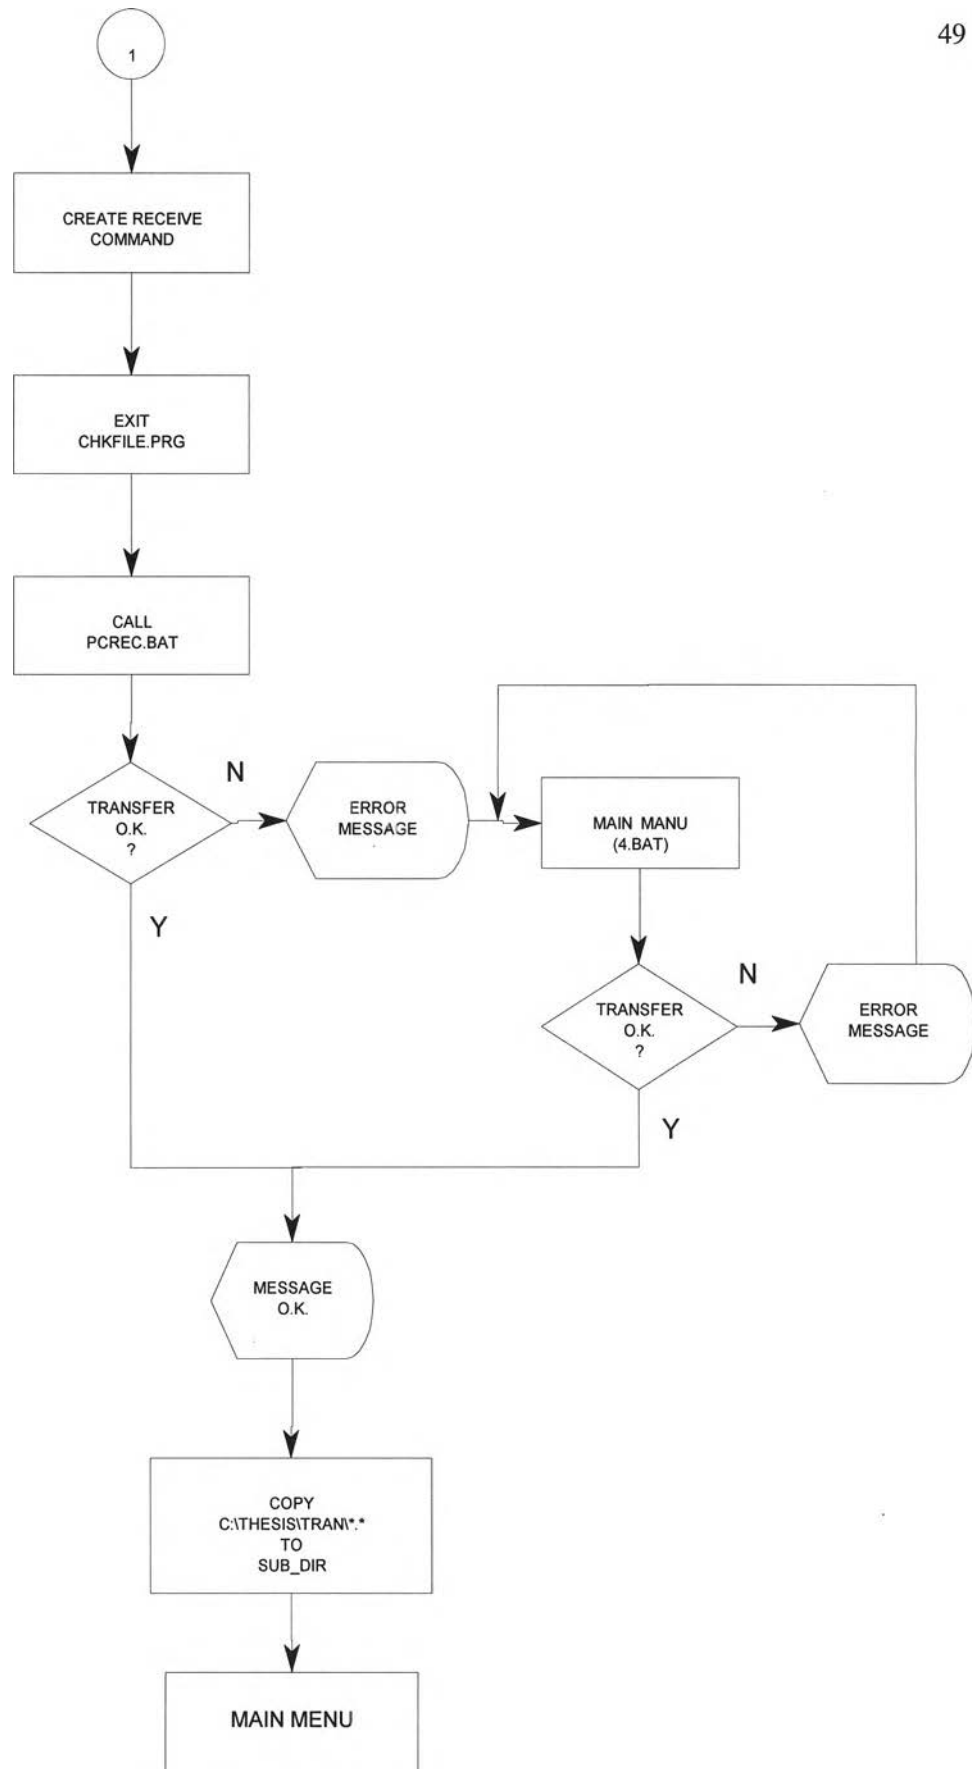 49
1
CREATE RECEIVE
COMMAND
EXIT
CHKFILE.PRG
CALL
PCREC.BAT
TRANSFER
O.K.
?
N
Y
ERROR
MESSAGE
MAIN MANU
(4.BAT)
TRANSFER
O.K.
?
N
Y
ERROR
MESSAGE
MESSAGE
O.K.
COPY
C:\THESIS\TRAN\*.*
TO
SUB_DIR
MAIN MENU